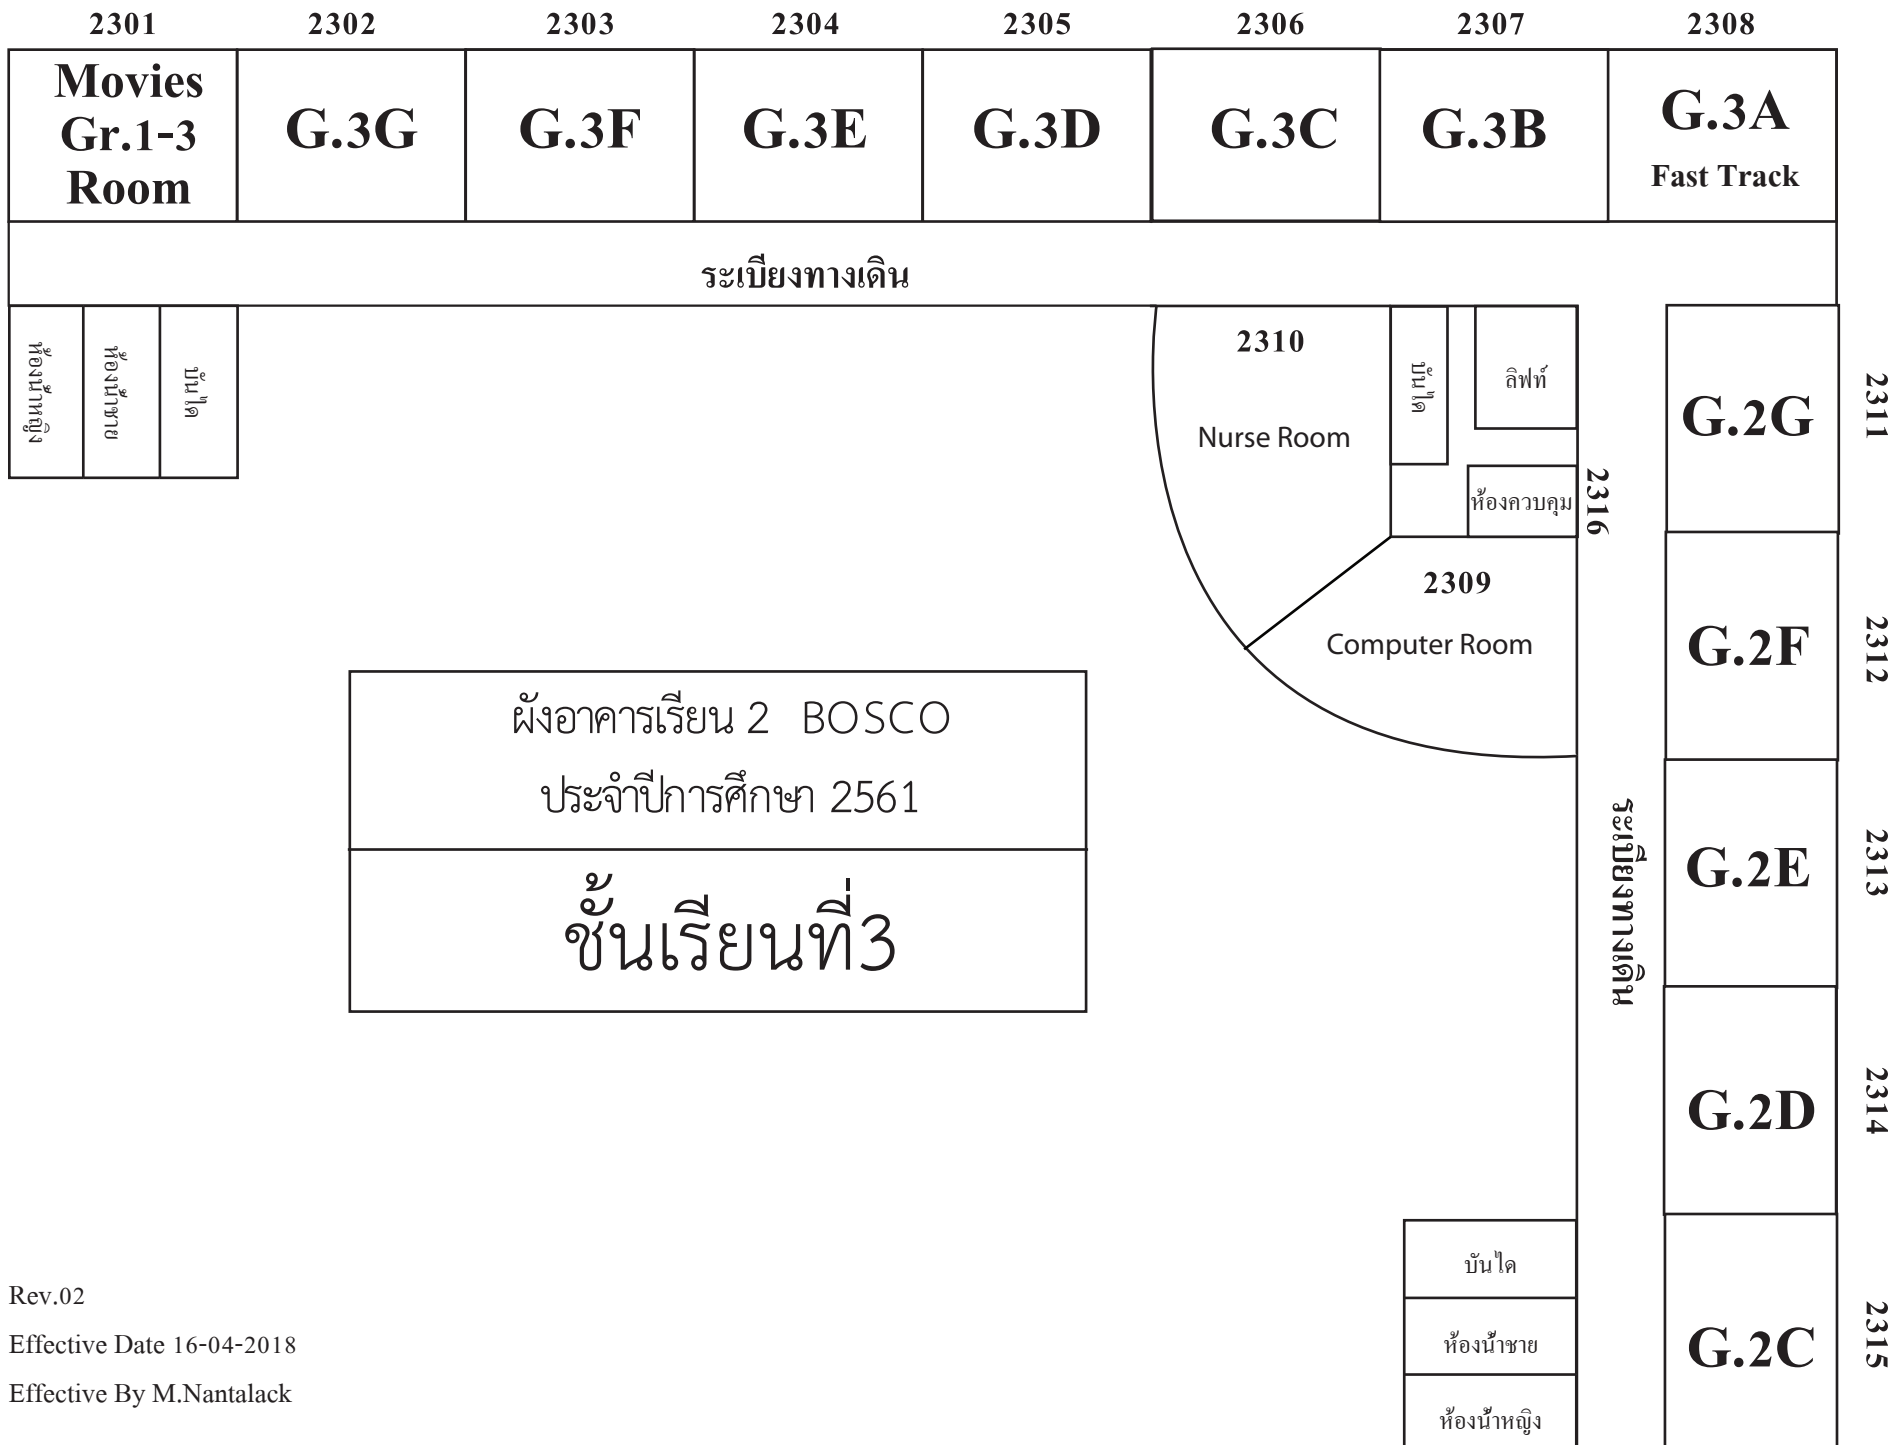 2301 2302 2303 2304 2305 2306 2307 2308
Movies
Gr.1-3
Room
G.3G
G.3F
G.3E
G.3D
G.3C
G.3B
G.3A
Fast Track
ระเบียงทางเดิน
ห้องน้ำหญิง
ห้องน้ำชาย
บันได
2310
Nurse Room
บันได
ลิฟท์
ห้องควบคุม
2316
2309
Computer Room
G.2G
2311
G.2F
2312
G.2E
2313
G.2D
2314
G.2C
2315
ระเบียงทางเดิน
ผังอาคารเรียน 2 BOSCO
ประจำปีการศึกษา 2561
ชั้นเรียนที่3
บันได
ห้องน้ำชาย
ห้องน้ำหญิง
Rev.02
Effective Date 16-04-2018
Effective By M.Nantalack